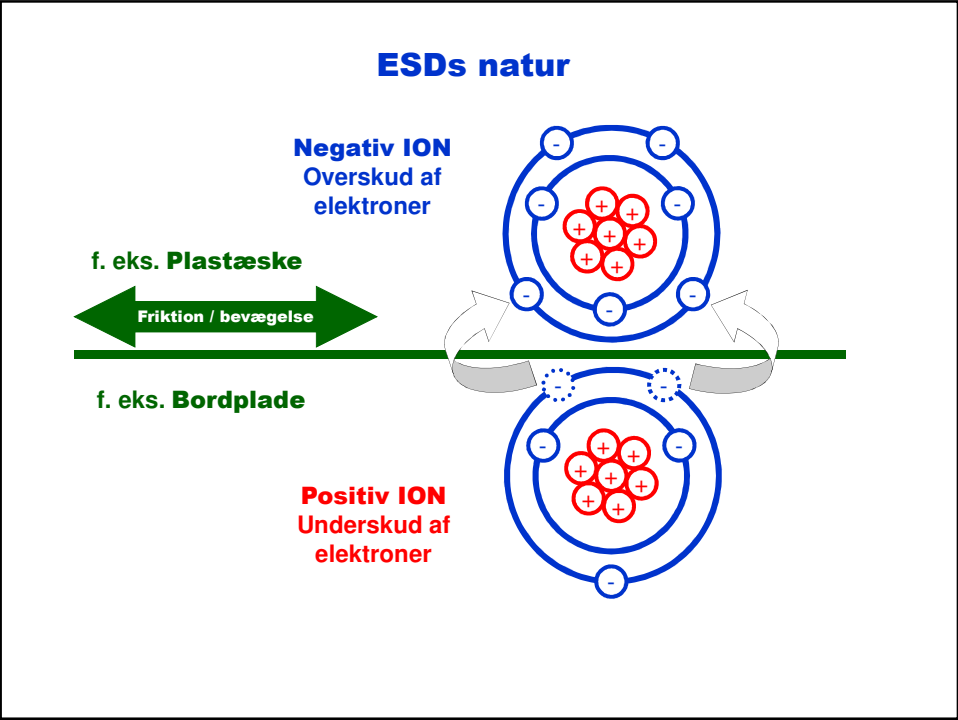 ESDs natur
Negativ ION
Overskud af
elektroner
- -
- -
+ +
+ + +
+ +
- - -
f. eks. Plastæske
Friktion / bevægelse
f. eks. Bordplade
- -
- -
+ +
+ + +
+ +
-
Positiv ION
Underskud af
elektroner